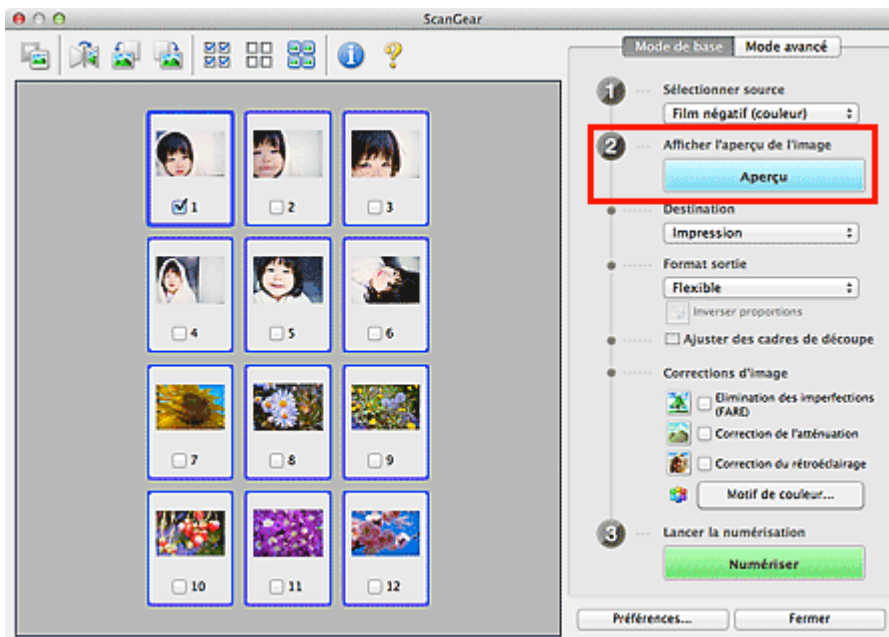 ScanGear
Mode de base
Mode avancé
1
Sélectionner source
Film négatif (couleur)
2
Afficher l'aperçu de l'image
Aperçu
Destination
Impression
Format sortie
Flexible
Inverser proportions
Ajuster des cadres de découpe
Corrections d'image
Elimination des imperfections
(FARE)
Correction de l'atténuation
Correction du rétroéclairage
Motif de couleur...
3
Lancer la numérisation
Numériser
Préférences...
Fermer
1
2
3
4
5
6
7
8
9
10
11
12